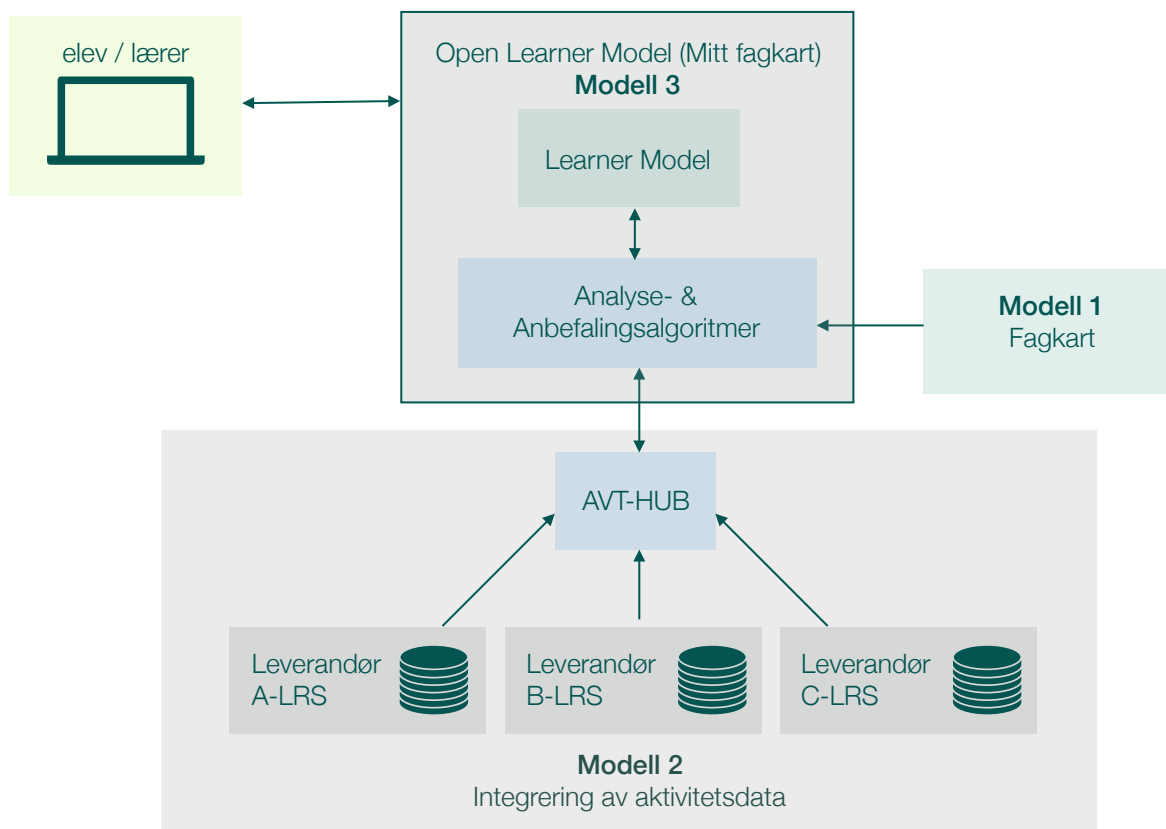 elev / lærer
Open Learner Model (Mitt fagkart)
Modell 3
Learner Model
Analyse- &
Anbefalingsalgoritmer
Modell 1
Fagkart
AVT-HUB
Leverandør
A-LRS
Leverandør
B-LRS
Leverandør
C-LRS
Modell 2
Integrering av aktivitetsdata